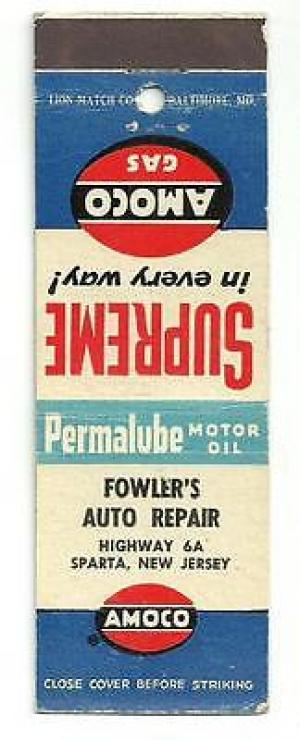 LION MATCH CO. BALTIMORE, MD.
AMOCO
GAS
SUPREME
in every way!
Permalube MOTOR OIL
FOWLER'S
AUTO REPAIR
HIGHWAY 6A
SPARTA, NEW JERSEY
AMOCO
CLOSE COVER BEFORE STRIKING